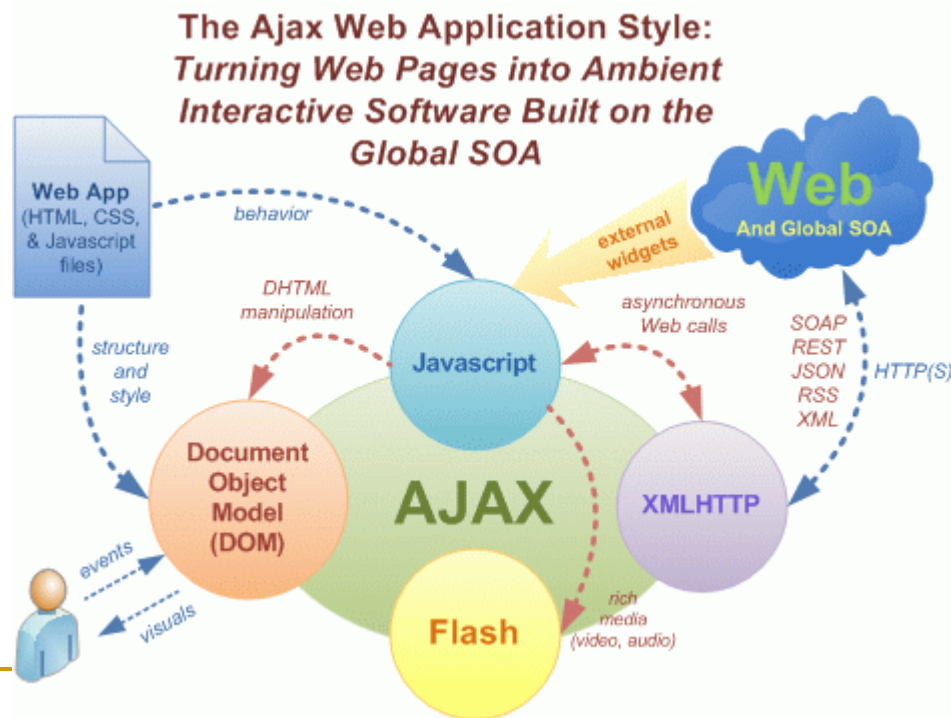 The Ajax Web Application Style:
Turning Web Pages into Ambient
Interactive Software Built on the
Global SOA
Web App
(HTML, CSS,
& Javascript
files)
behavior
external
widgets
Web
And Global SOA
DHTML
manipulation
asynchronous
Web calls
SOAP
REST
JSON
RSS
XML
HTTP(S)
structure
and
style
Javascript
Document
Object
Model
(DOM)
AJAX
XMLHTTP
events
visuals
Flash
rich
media
(video, audio)